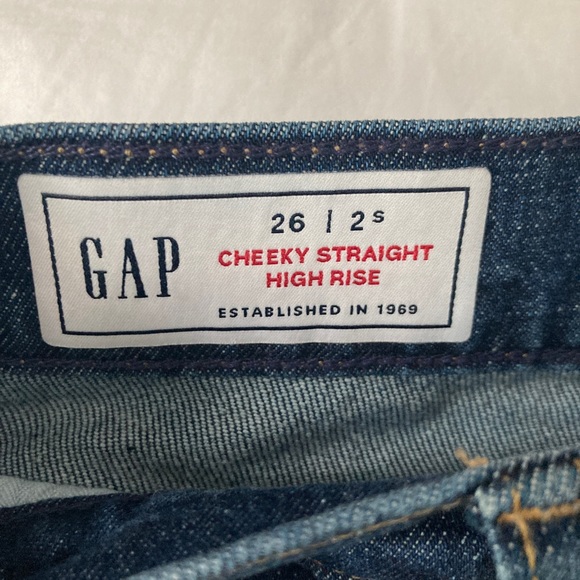 GAP
26 | 2s
CHEEKY STRAIGHT
HIGH RISE
ESTABLISHED IN 1969